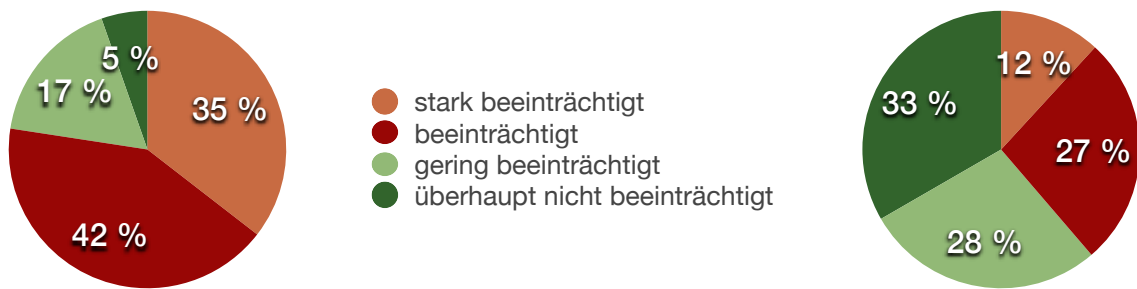 5 %
17 %
35 %
42 %
stark beeinträchtigt
beeinträchtigt
gering beeinträchtigt
überhaupt nicht beeinträchtigt
12 %
33 %
27 %
28 %